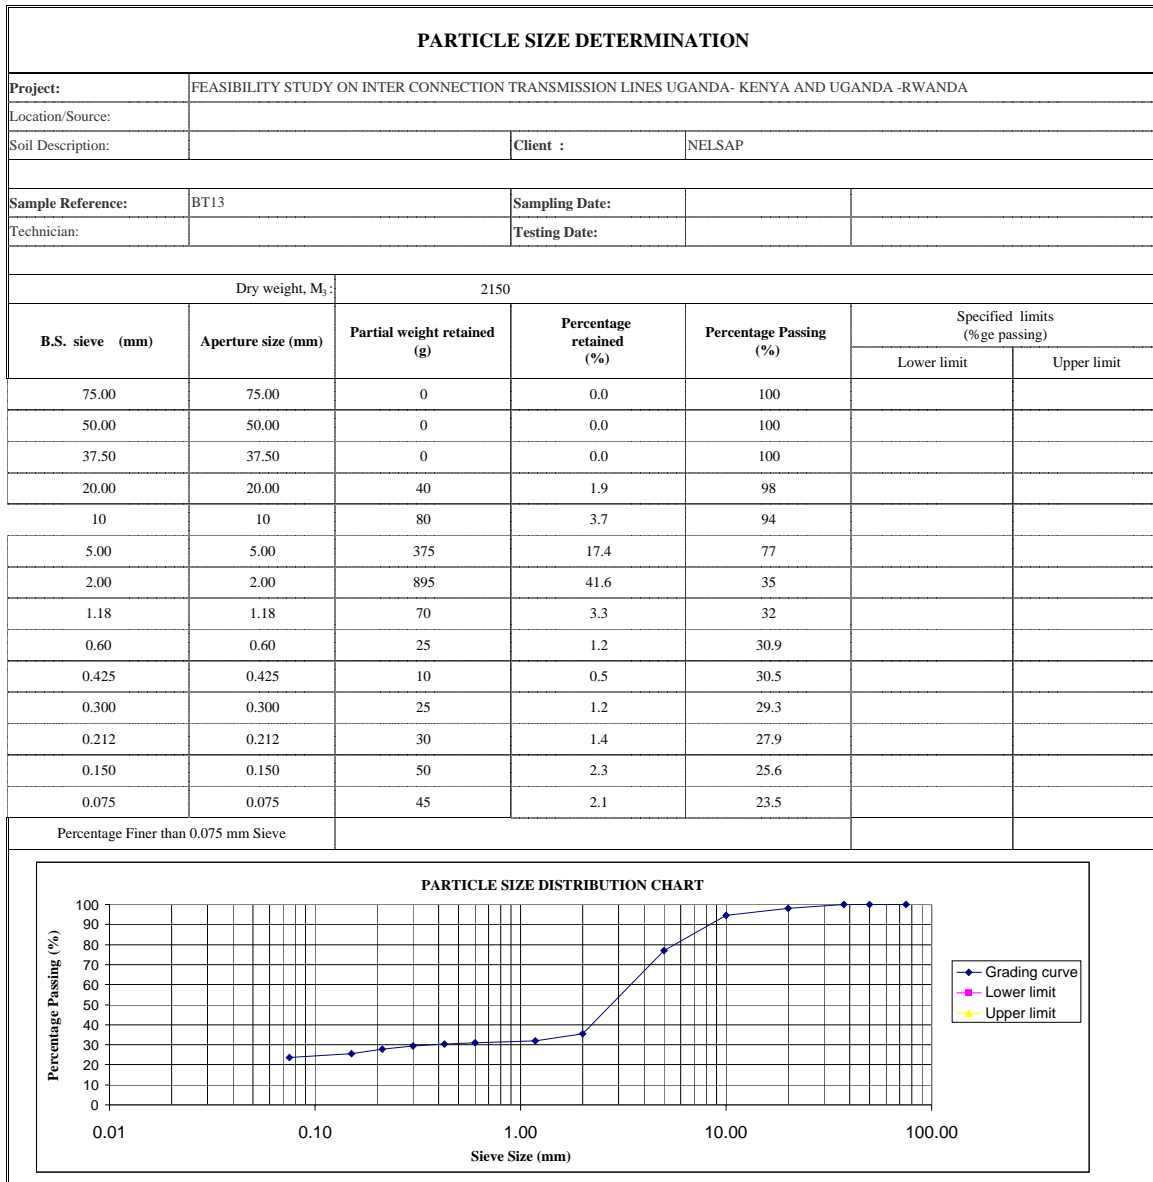 PARTICLE SIZE DETERMINATION
Project: FEASIBILITY STUDY ON INTER CONNECTION TRANSMISSION LINES UGANDA- KENYA AND UGANDA -RWANDA
Location/Source:
Soil Description: Client : NELSAP
Sample Reference: BT13 Sampling Date:
Technician: Testing Date:
Dry weight, M3: 2150
B.S. sieve (mm) Aperture size (mm) Partial weight retained (g) Percentage retained (%) Percentage Passing (%) Specified limits (%ge passing)
Lower limit Upper limit
75.00 75.00 0 0.0 100
50.00 50.00 0 0.0 100
37.50 37.50 0 0.0 100
20.00 20.00 40 1.9 98
10 10 80 3.7 94
5.00 5.00 375 17.4 77
2.00 2.00 895 41.6 35
1.18 1.18 70 3.3 32
0.60 0.60 25 1.2 30.9
0.425 0.425 10 0.5 30.5
0.300 0.300 25 1.2 29.3
0.212 0.212 30 1.4 27.9
0.150 0.150 50 2.3 25.6
0.075 0.075 45 2.1 23.5
Percentage Finer than 0.075 mm Sieve
PARTICLE SIZE DISTRIBUTION CHART
Percentage Passing (%)
100
90
80
70
60
50
40
30
20
10
0
0.01 0.10 1.00 10.00 100.00
Sieve Size (mm)
Grading curve
Lower limit
Upper limit